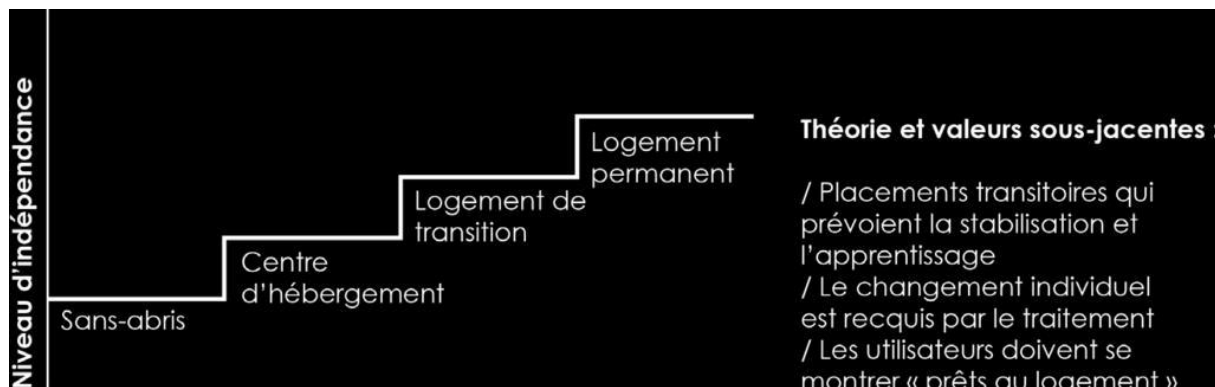 Niveau d'indépendance
Sans-abris
Centre
d'hébergement
Logement de
transition
Logement
permanent
Théorie et valeurs sous-jacentes :
/ Placements transitoires qui
prévoient la stabilisation et
l'apprentissage
/ Le changement individuel
est recquis par le traitement
/ Les utilisateurs doivent se
montrer « prêts au logement »